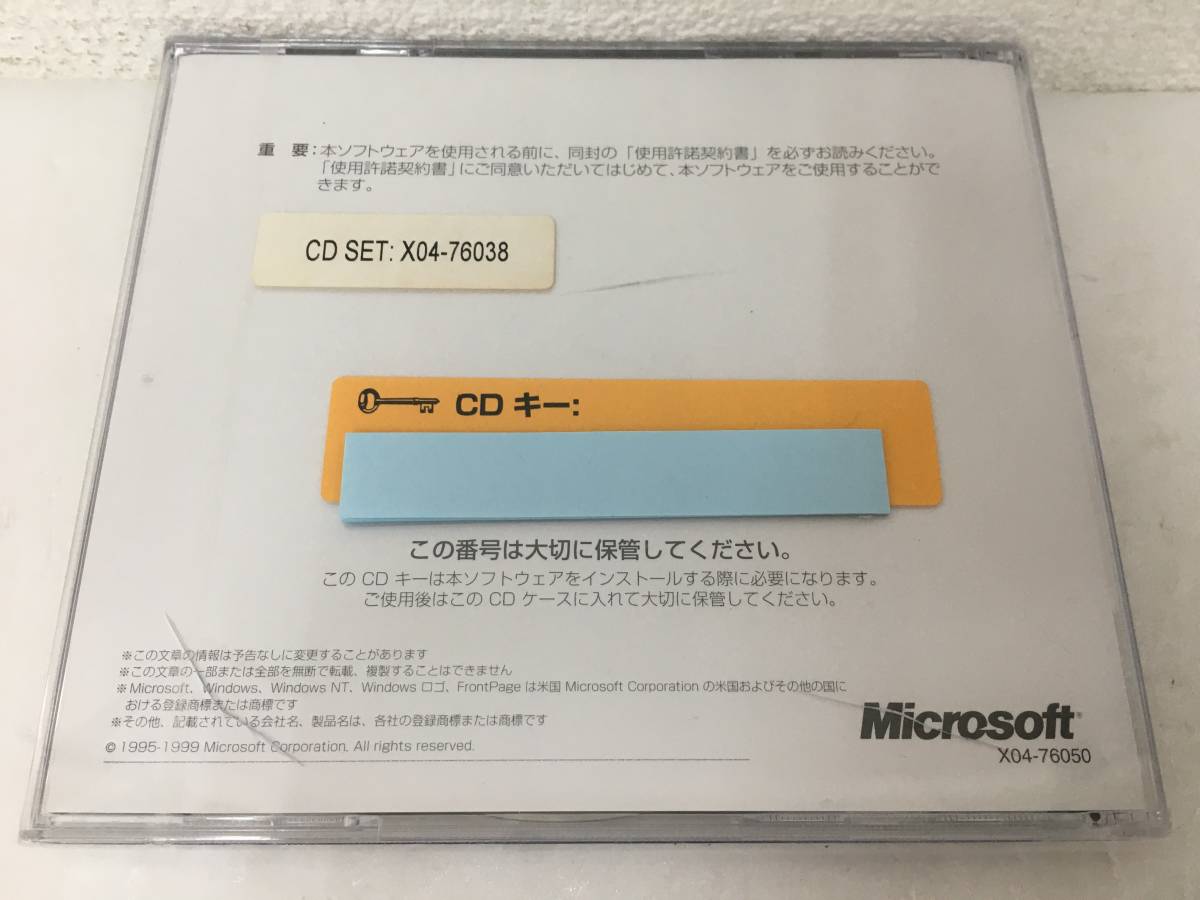 重　要：本ソフトウェアを使用される前に、同封の「使用許諾契約書」を必ずお読みください。
「使用許諾契約書」にご同意いただいてはじめて、本ソフトウェアをご使用することがで
きます。
CD SET: X04-76038
CD キー:
この番号は大切に保管してください。
この CD キーは本ソフトウェアをインストールする際に必要になります。
ご使用後はこの CD ケースに入れて大切に保管してください。
※この文章の情報は予告なしに変更することがあります
※この文章の一部または全部を無断で転載、複製することはできません
※Microsoft、Windows、Windows NT、Windows ロゴ、FrontPage は米国 Microsoft Corporation の米国およびその他の国に
おける登録商標または商標です
※その他、記載されている会社名、製品名は、各社の登録商標または商標です
© 1995-1999 Microsoft Corporation. All rights reserved.
Microsoft®
X04-76050